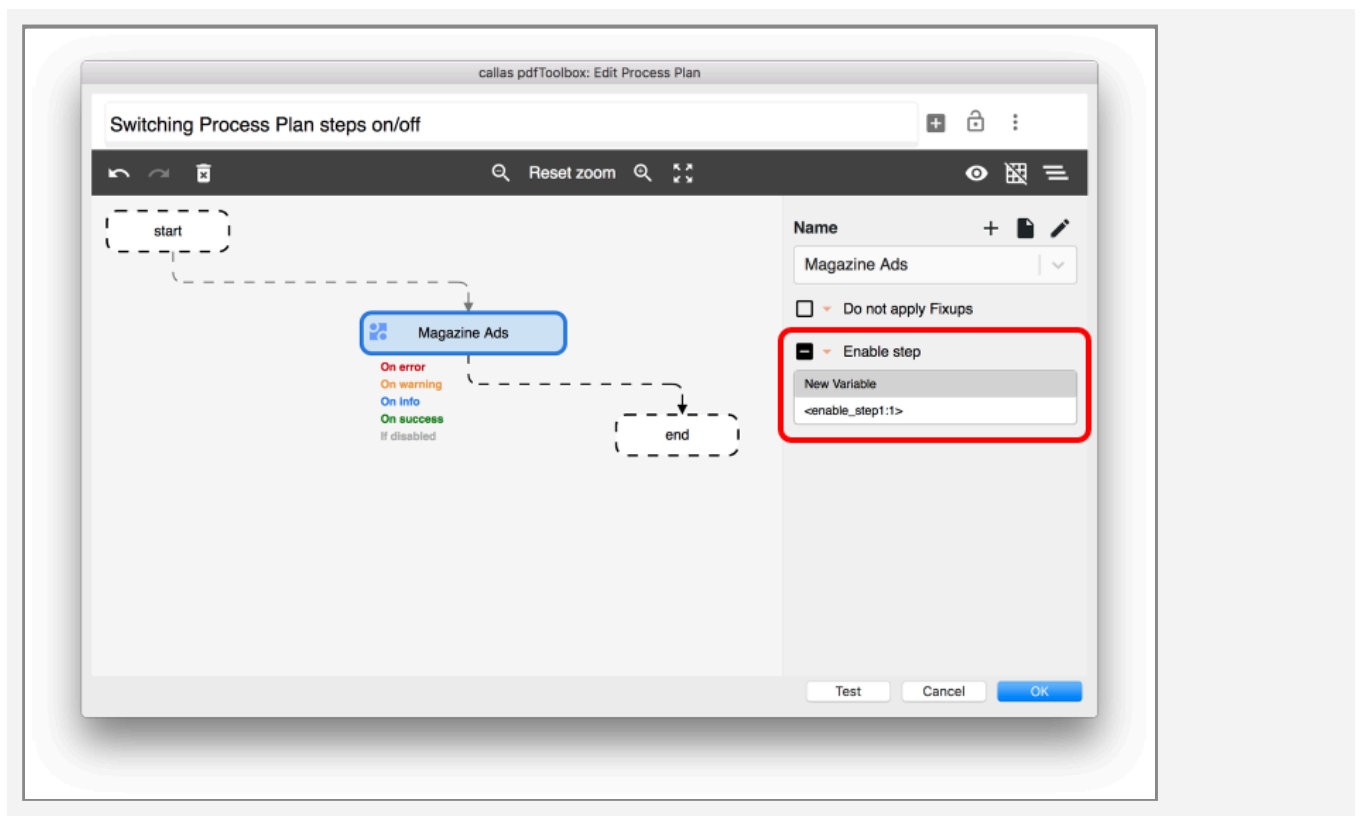 callas pdfToolbox: Edit Process Plan
Switching Process Plan steps on/off
Reset zoom
start
Magazine Ads
On error
On warning
On info
On success
If disabled
end
Name
Magazine Ads
Do not apply Fixups
Enable step
New Variable
<enable_step1:1>
Test
Cancel
OK